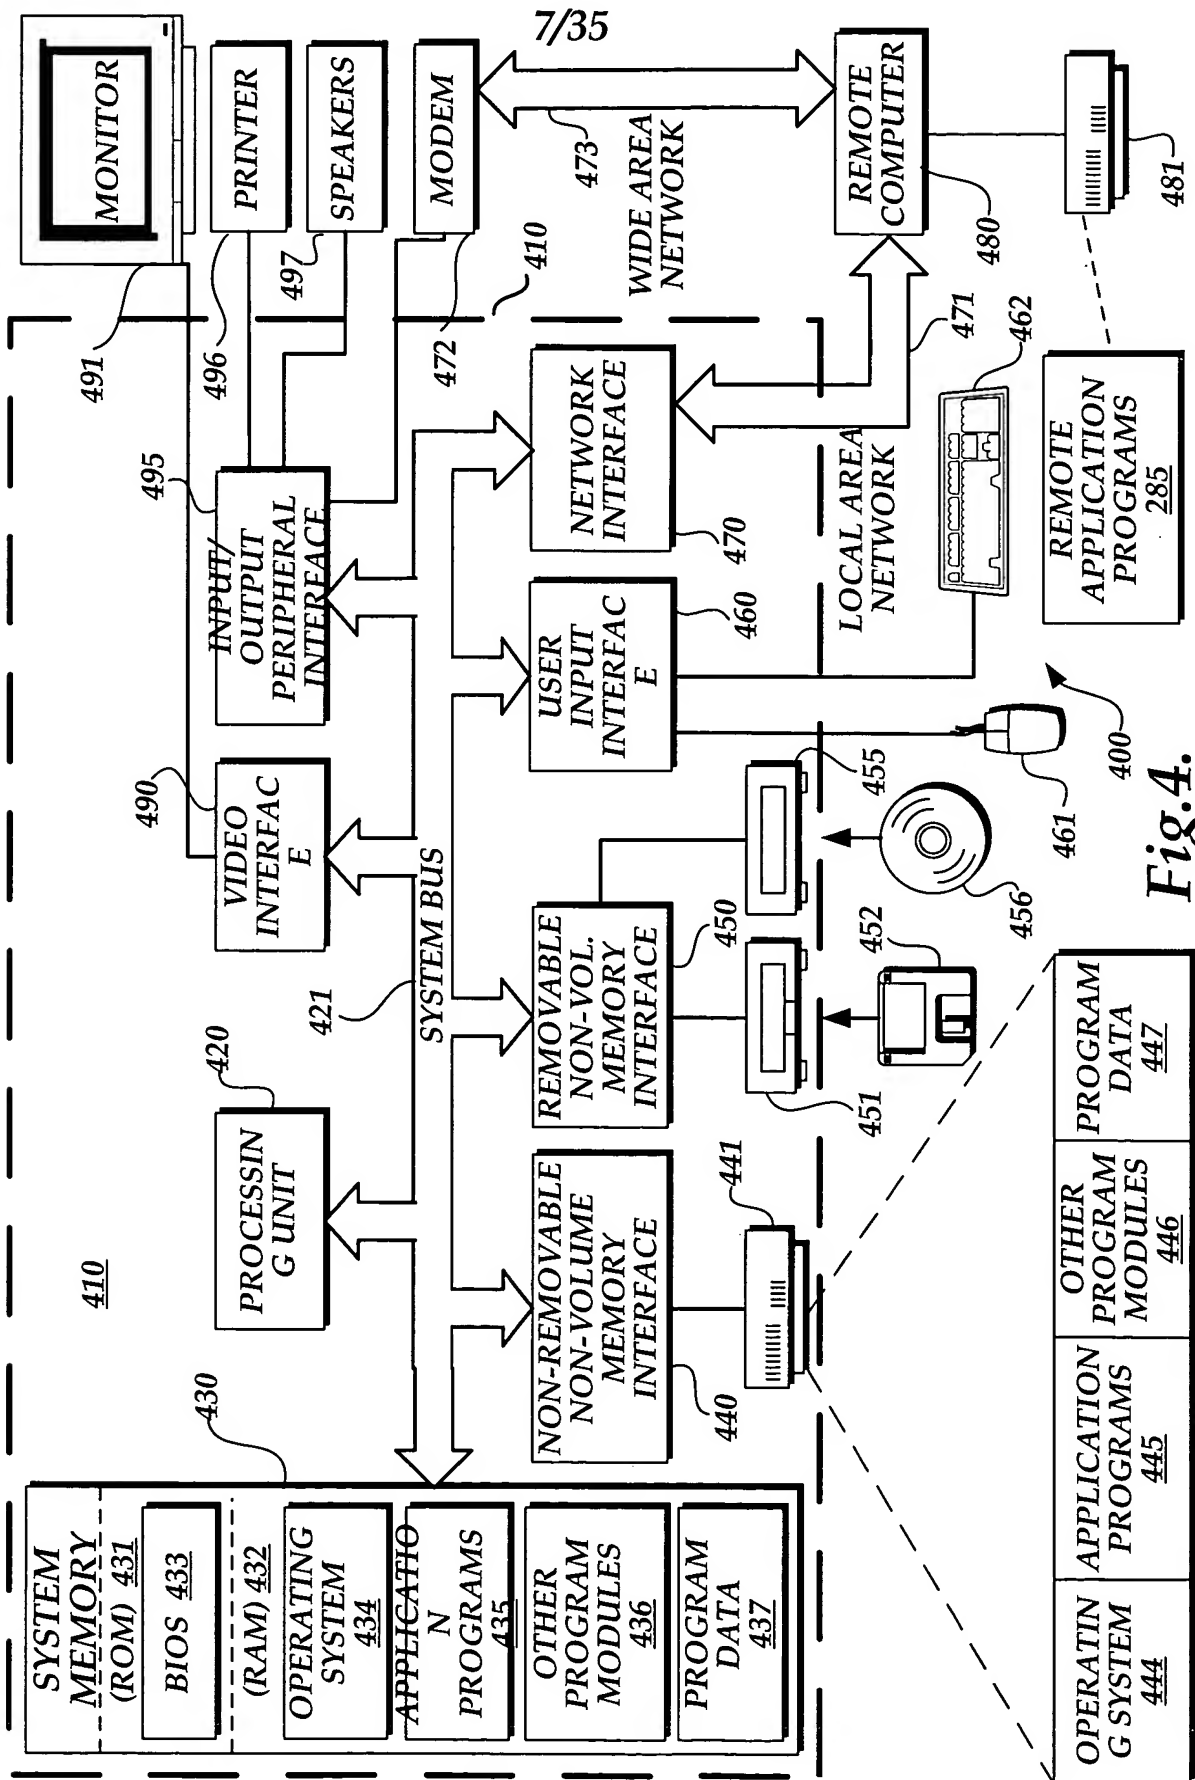 7/35
410
SYSTEM
MEMORY
(ROM) 431
BIOS 433
(RAM) 432
OPERATING
SYSTEM
434
APPLICATIO
N
PROGRAMS
435
OTHER
PROGRAM
MODULES
436
PROGRAM
DATA
437
430
PROCESSIN
G UNIT
420
421
SYSTEM BUS
VIDEO
INTERFAC
E
490
INPUT/
OUTPUT
PERIPHERAL
INTERFACE
495
491
MONITOR
496
PRINTER
497
SPEAKERS
MODEM
472
410
NON-REMOVABLE
NON-VOLUME
MEMORY
INTERFACE
440
REMOVABLE
NON-VOL.
MEMORY
INTERFACE
450
USER
INPUT
INTERFAC
E
460
NETWORK
INTERFACE
470
473
WIDE AREA
NETWORK
441
451
455
452
456
LOCAL AREA
NETWORK
471
REMOTE
COMPUTER
480
481
461
462
400
REMOTE
APPLICATION
PROGRAMS
285
OPERATIN
G SYSTEM
444
APPLICATION
PROGRAMS
445
OTHER
PROGRAM
MODULES
446
PROGRAM
DATA
447
Fig.4.